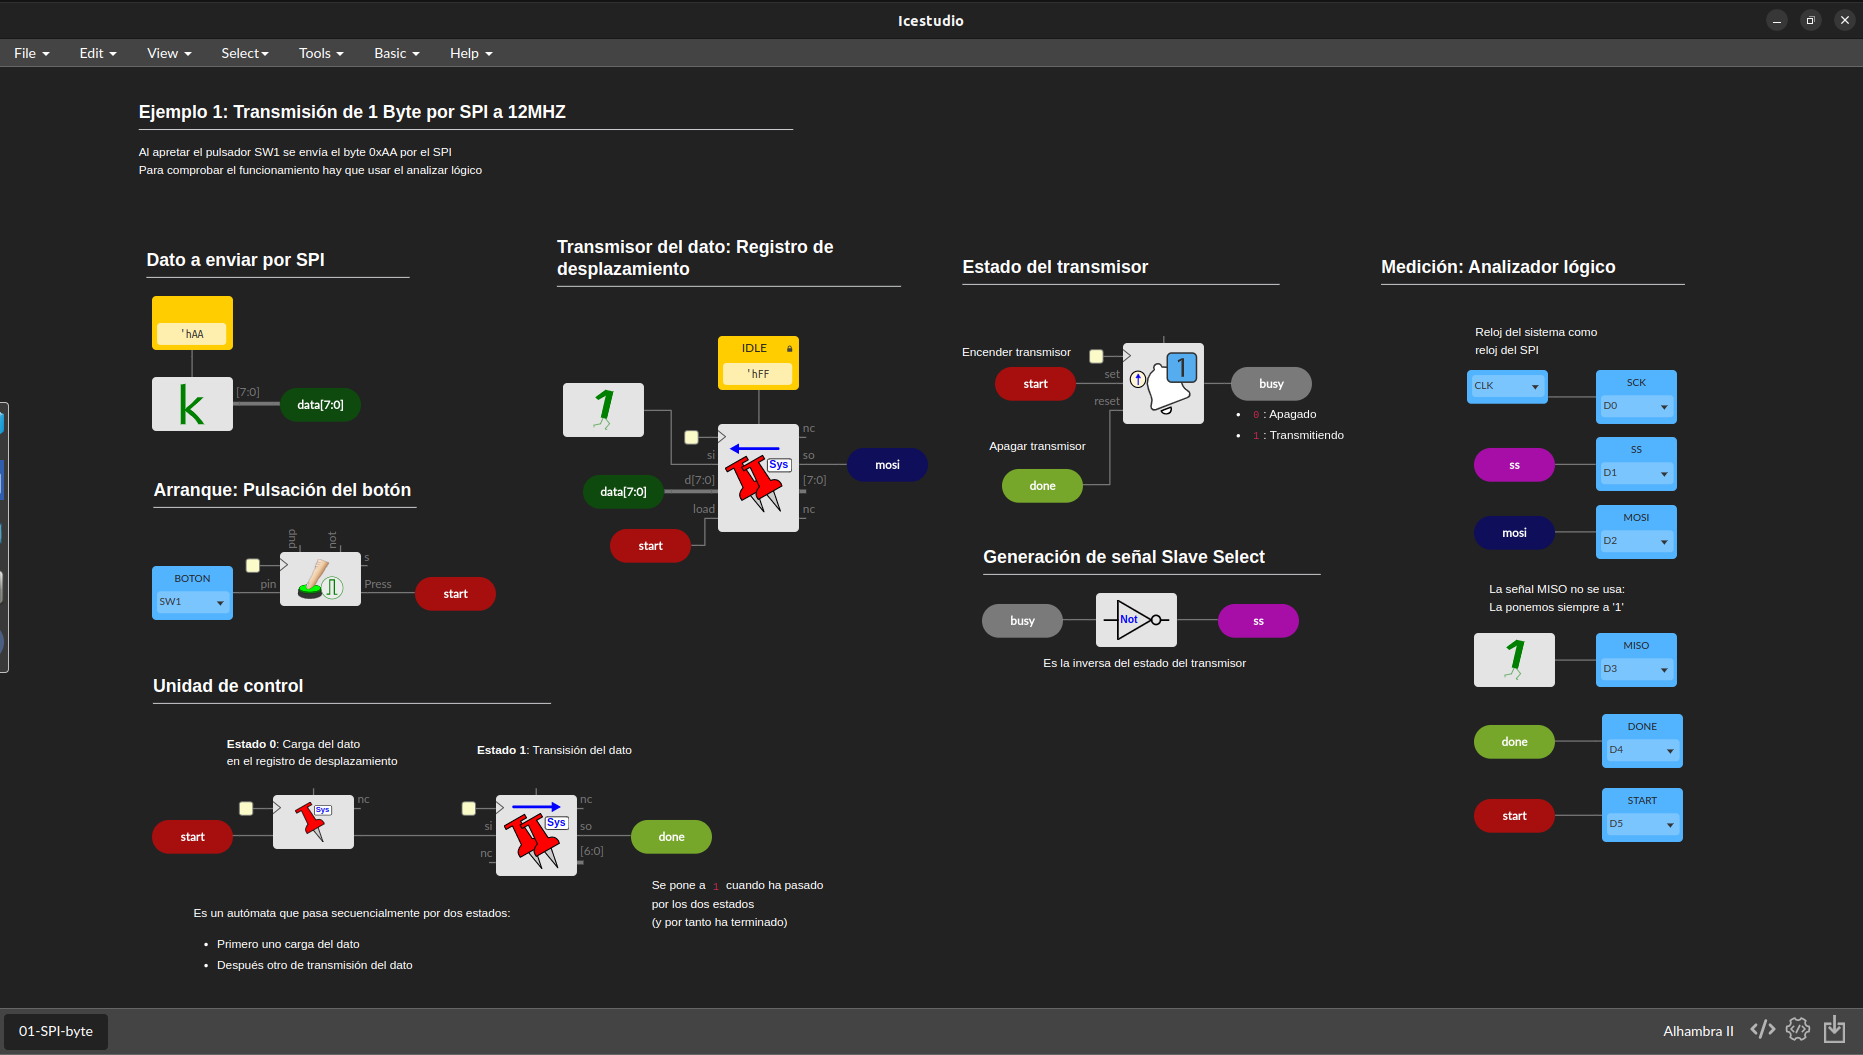 Icestudio
File Edit View Select Tools Basic Help
Ejemplo 1: Transmisión de 1 Byte por SPI a 12MHZ
Al apretar el pulsador SW1 se envía el byte 0xAA por el SPI
Para comprobar el funcionamiento hay que usar el analizar lógico
Dato a enviar por SPI
'hAA
k
[7:0]
data[7:0]
Arranque: Pulsación del botón
BOTON
SW1
pup
not
pin
s
Press
start
Transmisor del dato: Registro de
desplazamiento
IDLE
'hFF
1
si
d[7:0]
load
Sys
nc
so
[7:0]
nc
data[7:0]
start
mosi
Estado del transmisor
Encender transmisor
start
set
reset
1
busy
0 : Apagado
1 : Transmitiendo
Apagar transmisor
done
Generación de señal Slave Select
busy
Not
ss
Es la inversa del estado del transmisor
Medición: Analizador lógico
Reloj del sistema como
reloj del SPI
CLK
SCK
D0
ss
SS
D1
mosi
MOSI
D2
La señal MISO no se usa:
La ponemos siempre a '1'
1
MISO
D3
done
DONE
D4
start
START
D5
Unidad de control
Estado 0: Carga del dato
en el registro de desplazamiento
Estado 1: Transisión del dato
start
Sys
nc
si
nc
Sys
nc
so
[6:0]
done
Se pone a 1 cuando ha pasado
por los dos estados
(y por tanto ha terminado)
Es un autómata que pasa secuencialmente por dos estados:
Primero uno carga del dato
Después otro de transmisión del dato
01-SPI-byte
Alhambra II